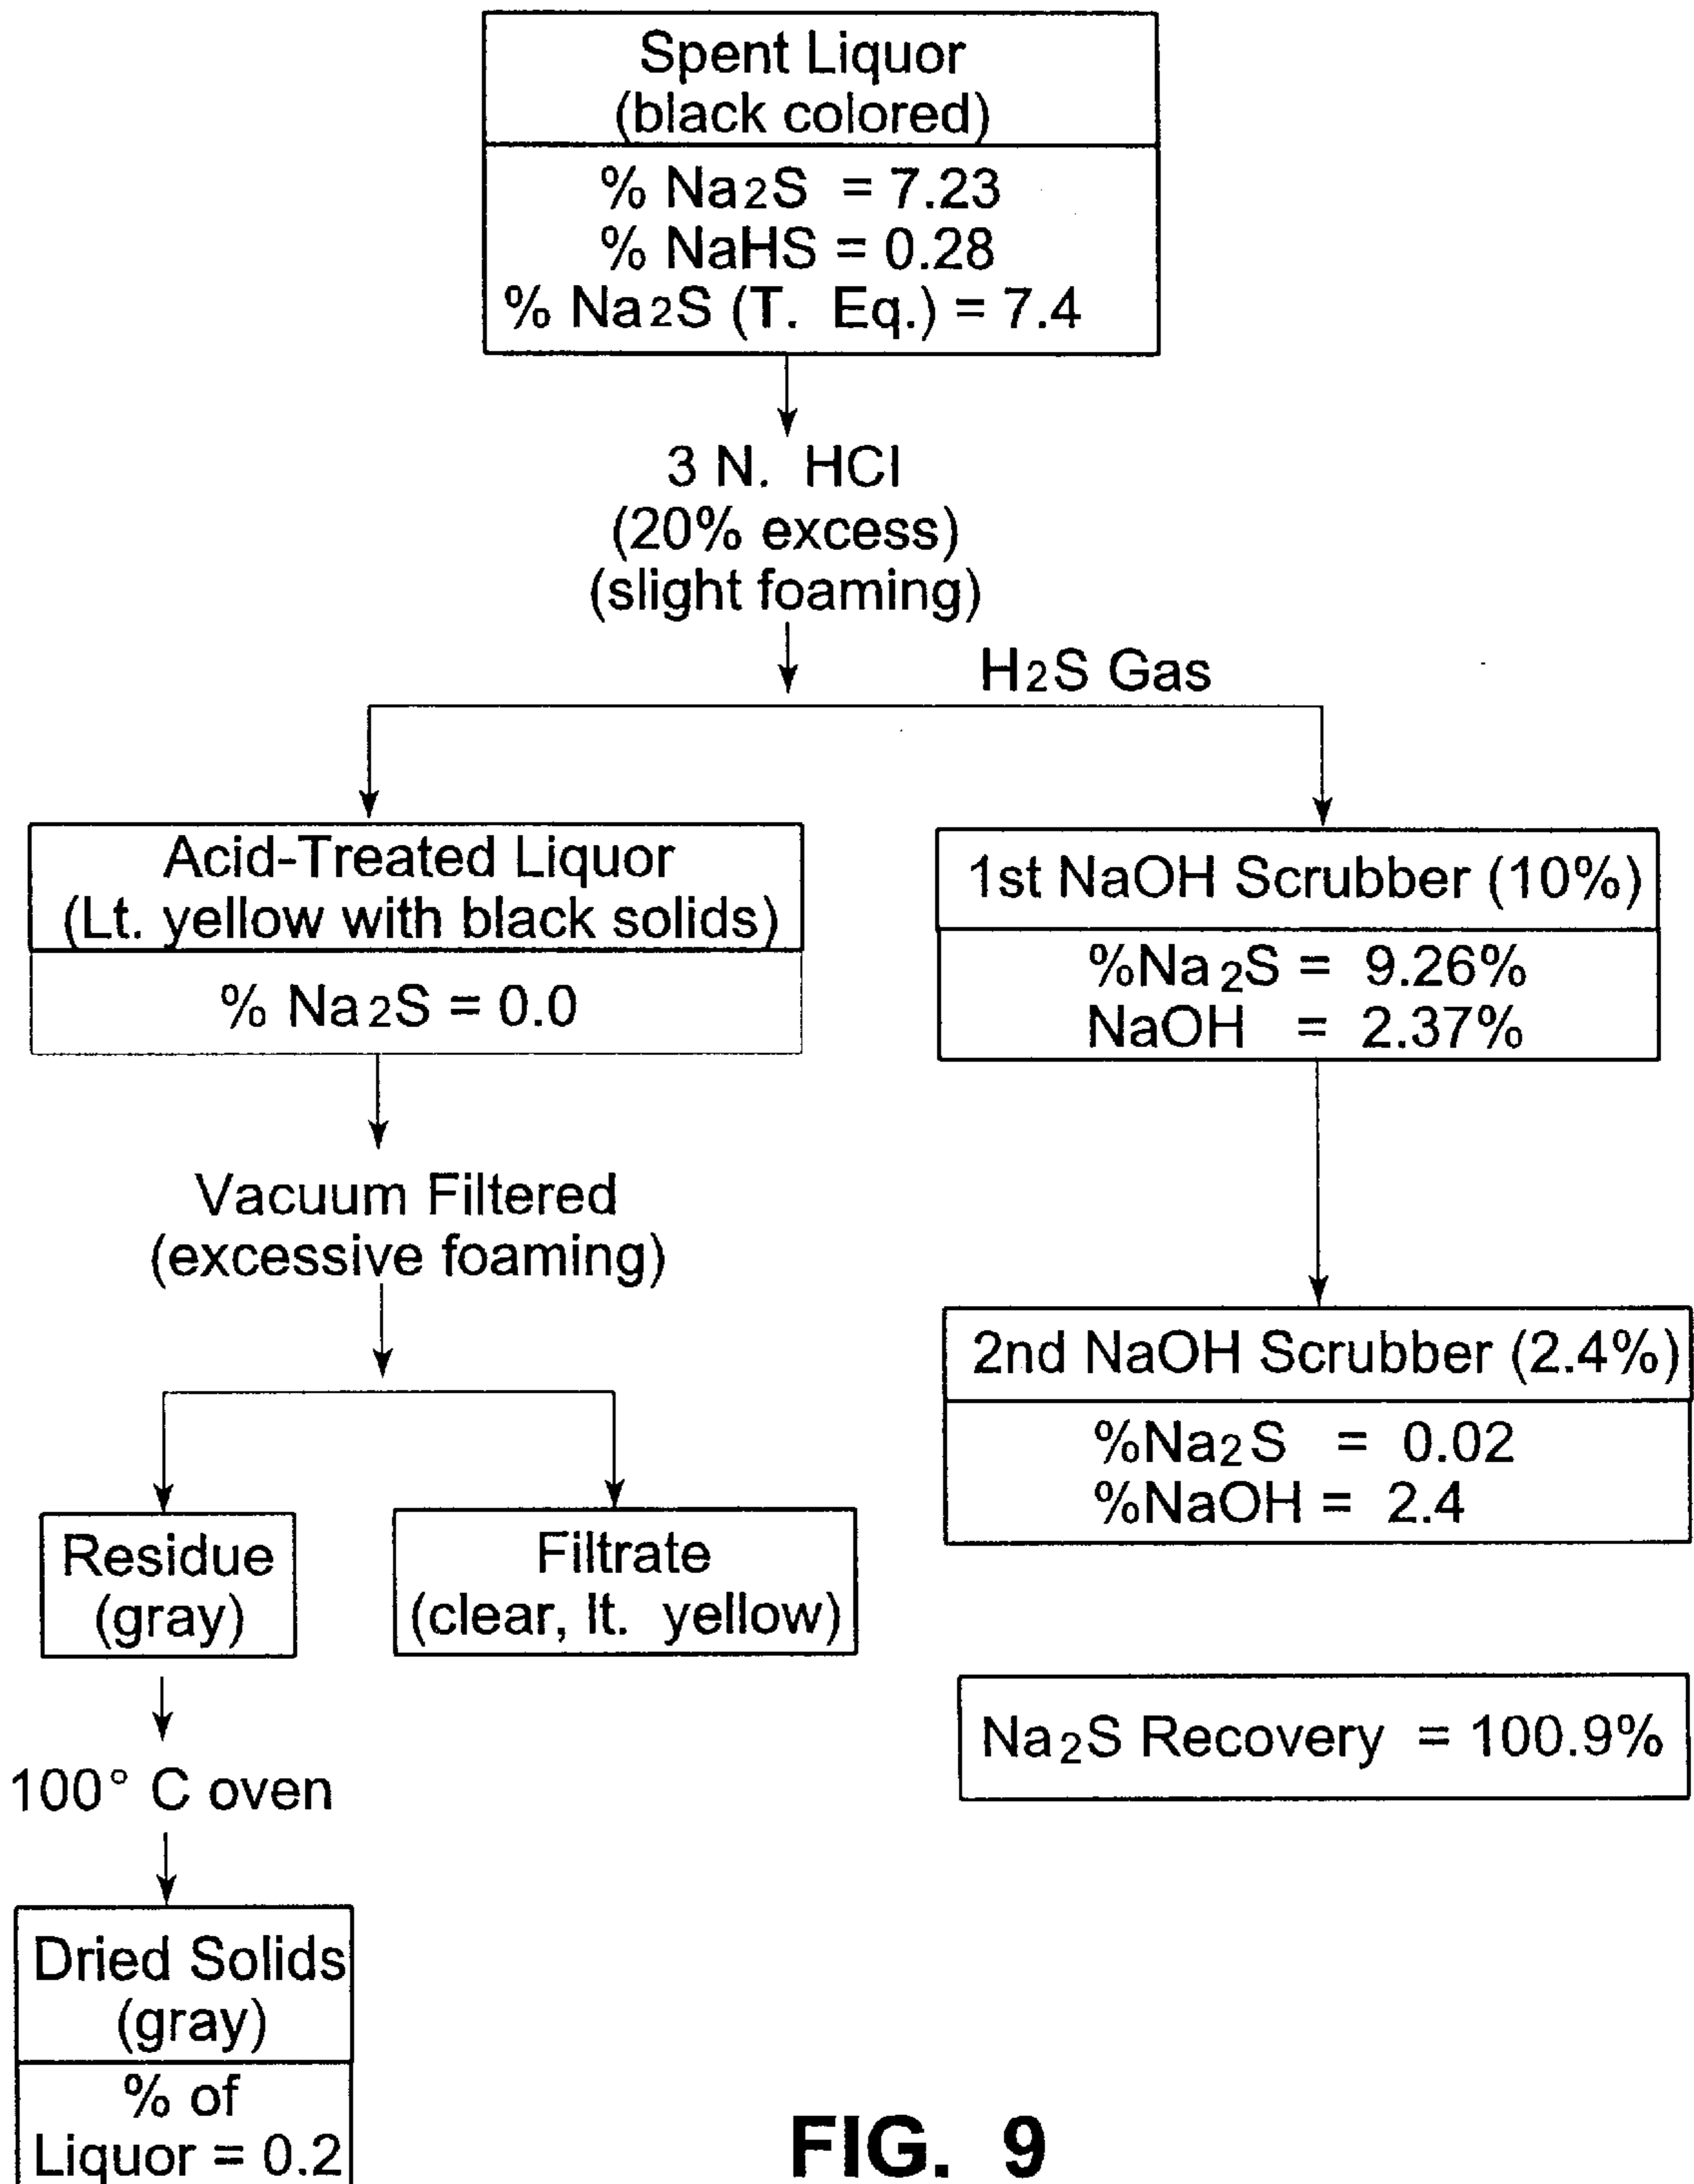 Spent Liquor
(black colored)
% Na2S = 7.23
% NaHS = 0.28
% Na2S (T. Eq.) = 7.4
3 N. HCl
(20% excess)
(slight foaming)
H2S Gas
Acid-Treated Liquor
(Lt. yellow with black solids)
% Na2S = 0.0
1st NaOH Scrubber (10%)
%Na2S = 9.26%
NaOH = 2.37%
Vacuum Filtered
(excessive foaming)
2nd NaOH Scrubber (2.4%)
%Na2S = 0.02
%NaOH = 2.4
Residue
(gray)
Filtrate
(clear, lt. yellow)
Na2S Recovery = 100.9%
100° C oven
Dried Solids
(gray)
% of
Liquor = 0.2
FIG. 9